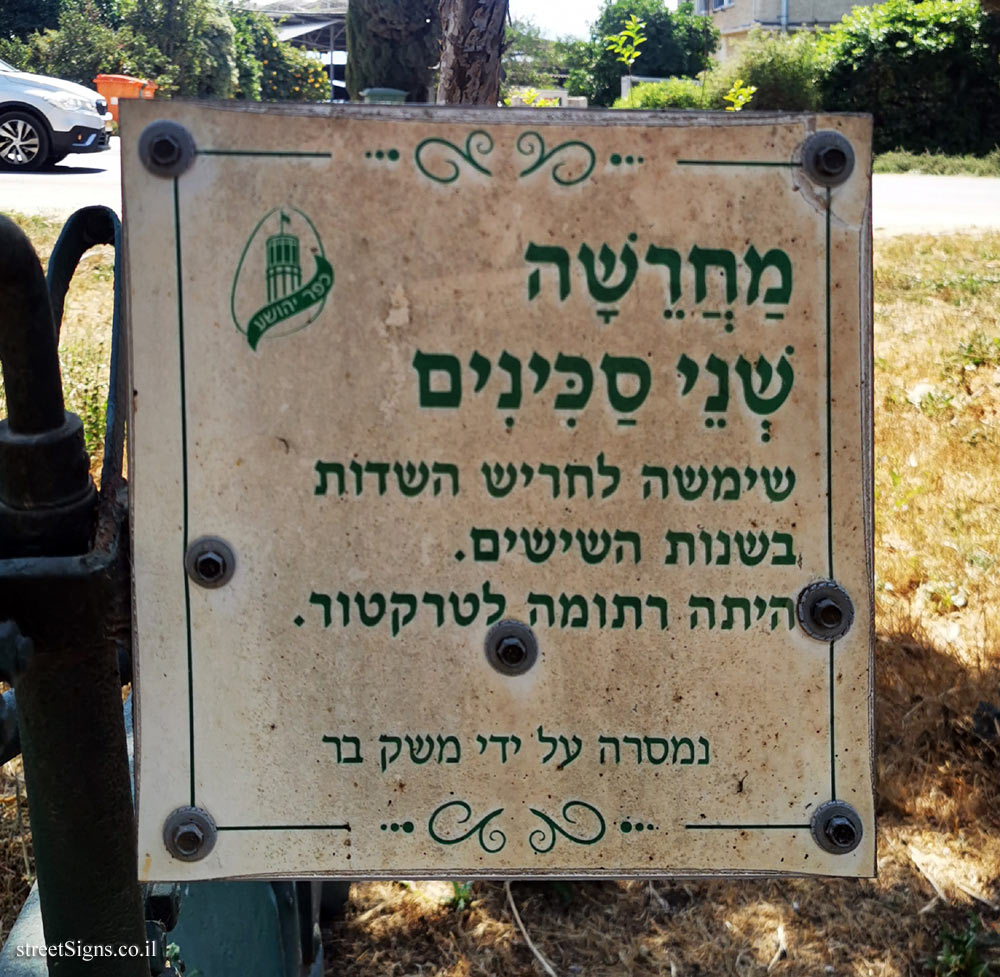 מַחֲרֵשָׁה
שְׁנֵי סַכִּינִים
שימשה לחריש השדות
בשנות השישים.
היתה רתומה לטרקטור.
נמסרה על ידי משק בר
כפר יהושע
streetSigns.co.il